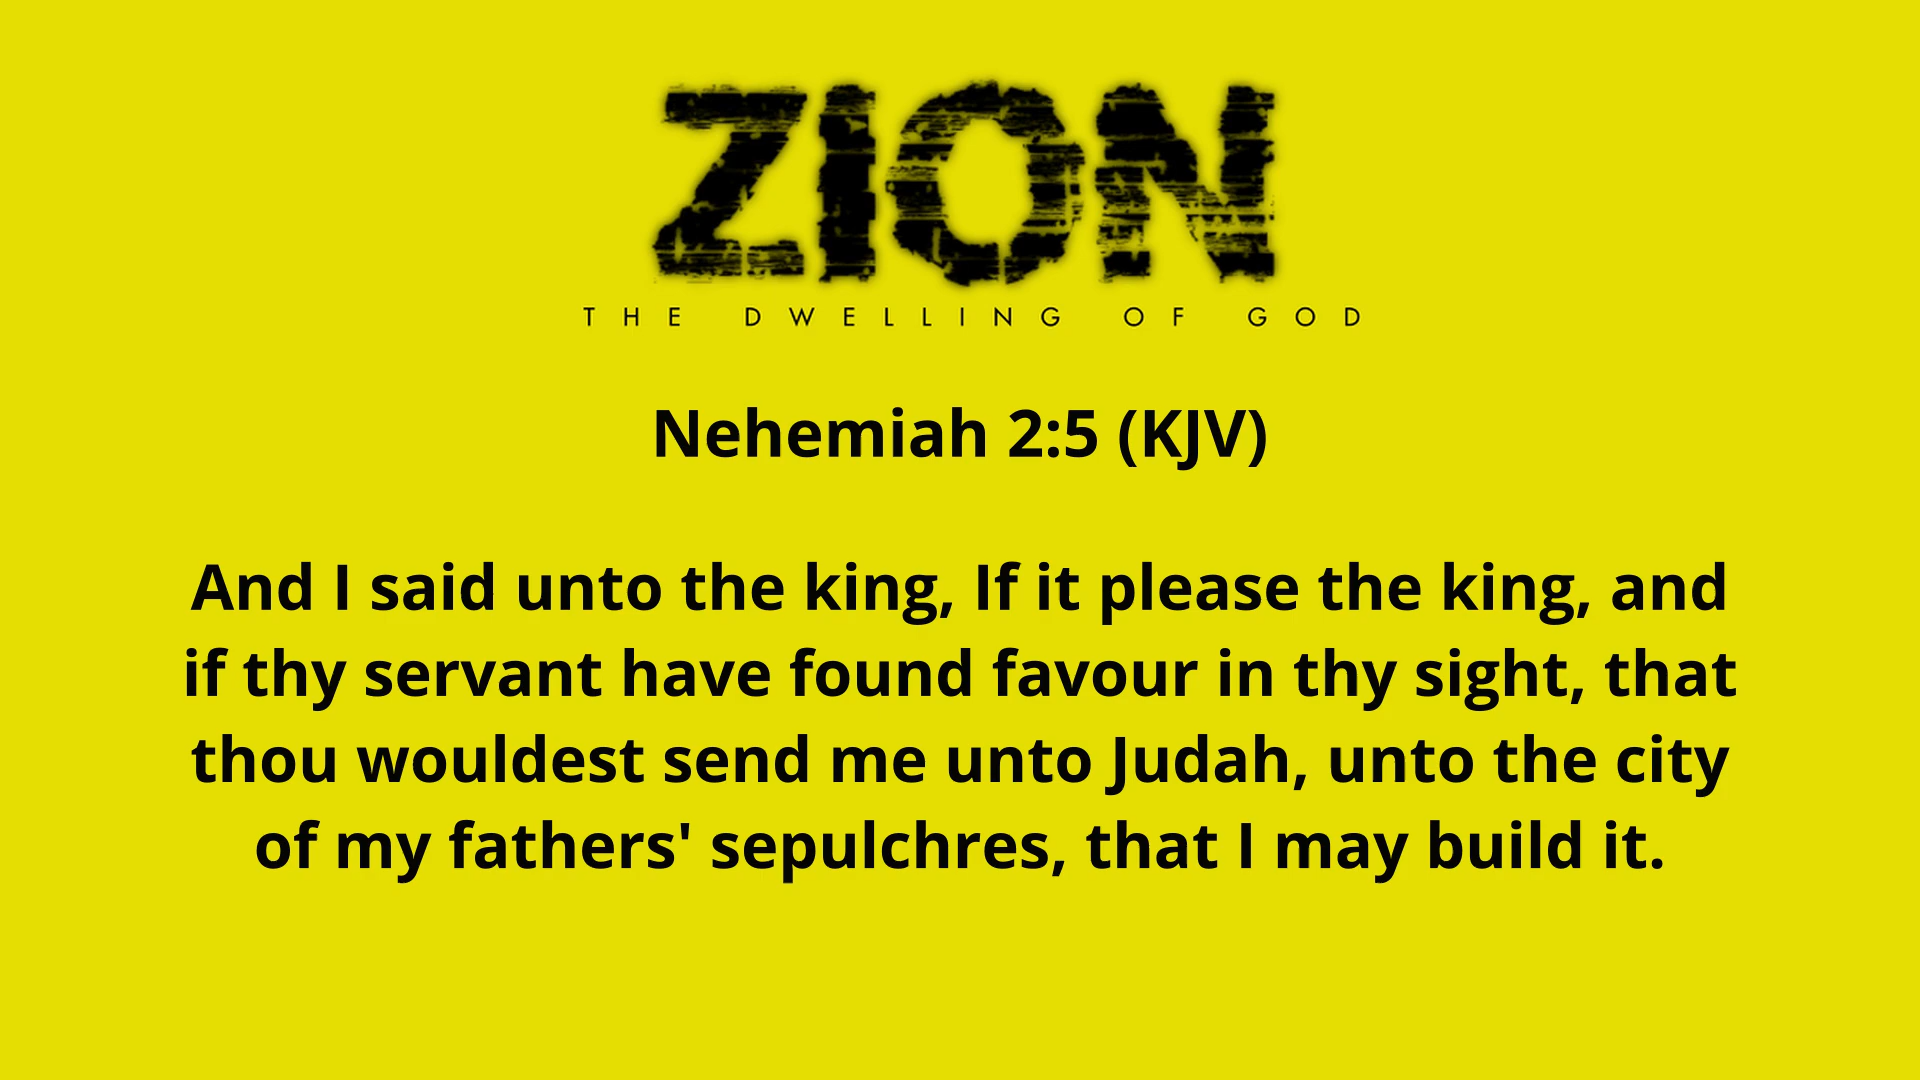 ZION
THE DWELLING OF GOD
Nehemiah 2:5 (KJV)
And I said unto the king, If it please the king, and
if thy servant have found favour in thy sight, that
thou wouldest send me unto Judah, unto the city
of my fathers' sepulchres, that I may build it.